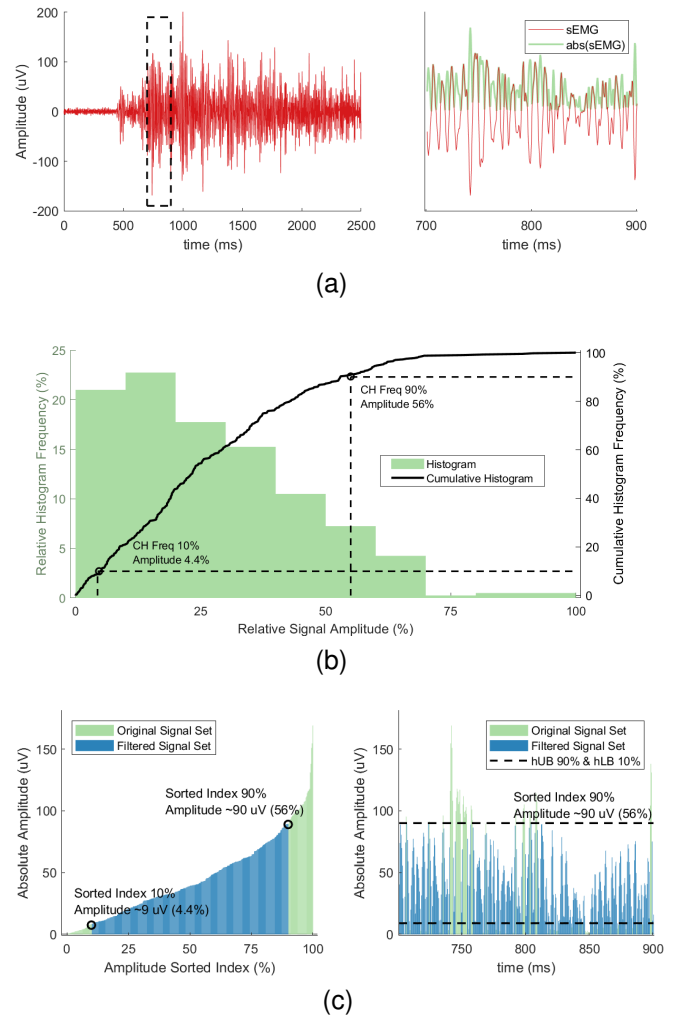 200
100
0
-100
-200
Amplitude (uV)
0
500
1000
1500
2000
2500
time (ms)
sEMG
abs(sEMG)
700
800
900
time (ms)
(a)
25
20
15
10
5
0
Relative Histogram Frequency (%)
CH Freq 90%
Amplitude 56%
Histogram
Cumulative Histogram
CH Freq 10%
Amplitude 4.4%
100
80
60
40
20
0
Cumulative Histogram Frequency (%)
0
25
50
75
100
Relative Signal Amplitude (%)
(b)
150
100
50
0
Absolute Amplitude (uV)
Original Signal Set
Filtered Signal Set
Sorted Index 90%
Amplitude ~90 uV (56%)
Sorted Index 10%
Amplitude ~9 uV (4.4%)
0
25
50
75
100
Amplitude Sorted Index (%)
150
100
50
0
Absolute Amplitude (uV)
Original Signal Set
Filtered Signal Set
hUB 90% & hLB 10%
Sorted Index 90%
Amplitude ~90 uV (56%)
750
800
850
900
time (ms)
(c)